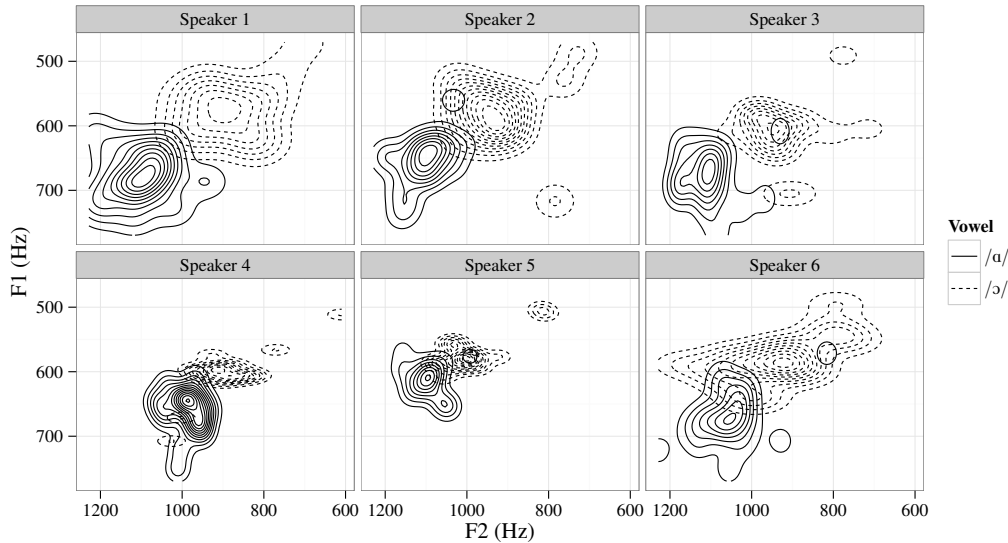 Speaker 1 Speaker 2 Speaker 3
500
600
700
Speaker 4 Speaker 5 Speaker 6
500
600
700
1200 1000 800 600 1200 1000 800 600 1200 1000 800 600
F2 (Hz)
F1 (Hz)
Vowel
/ɑ/
/ɔ/